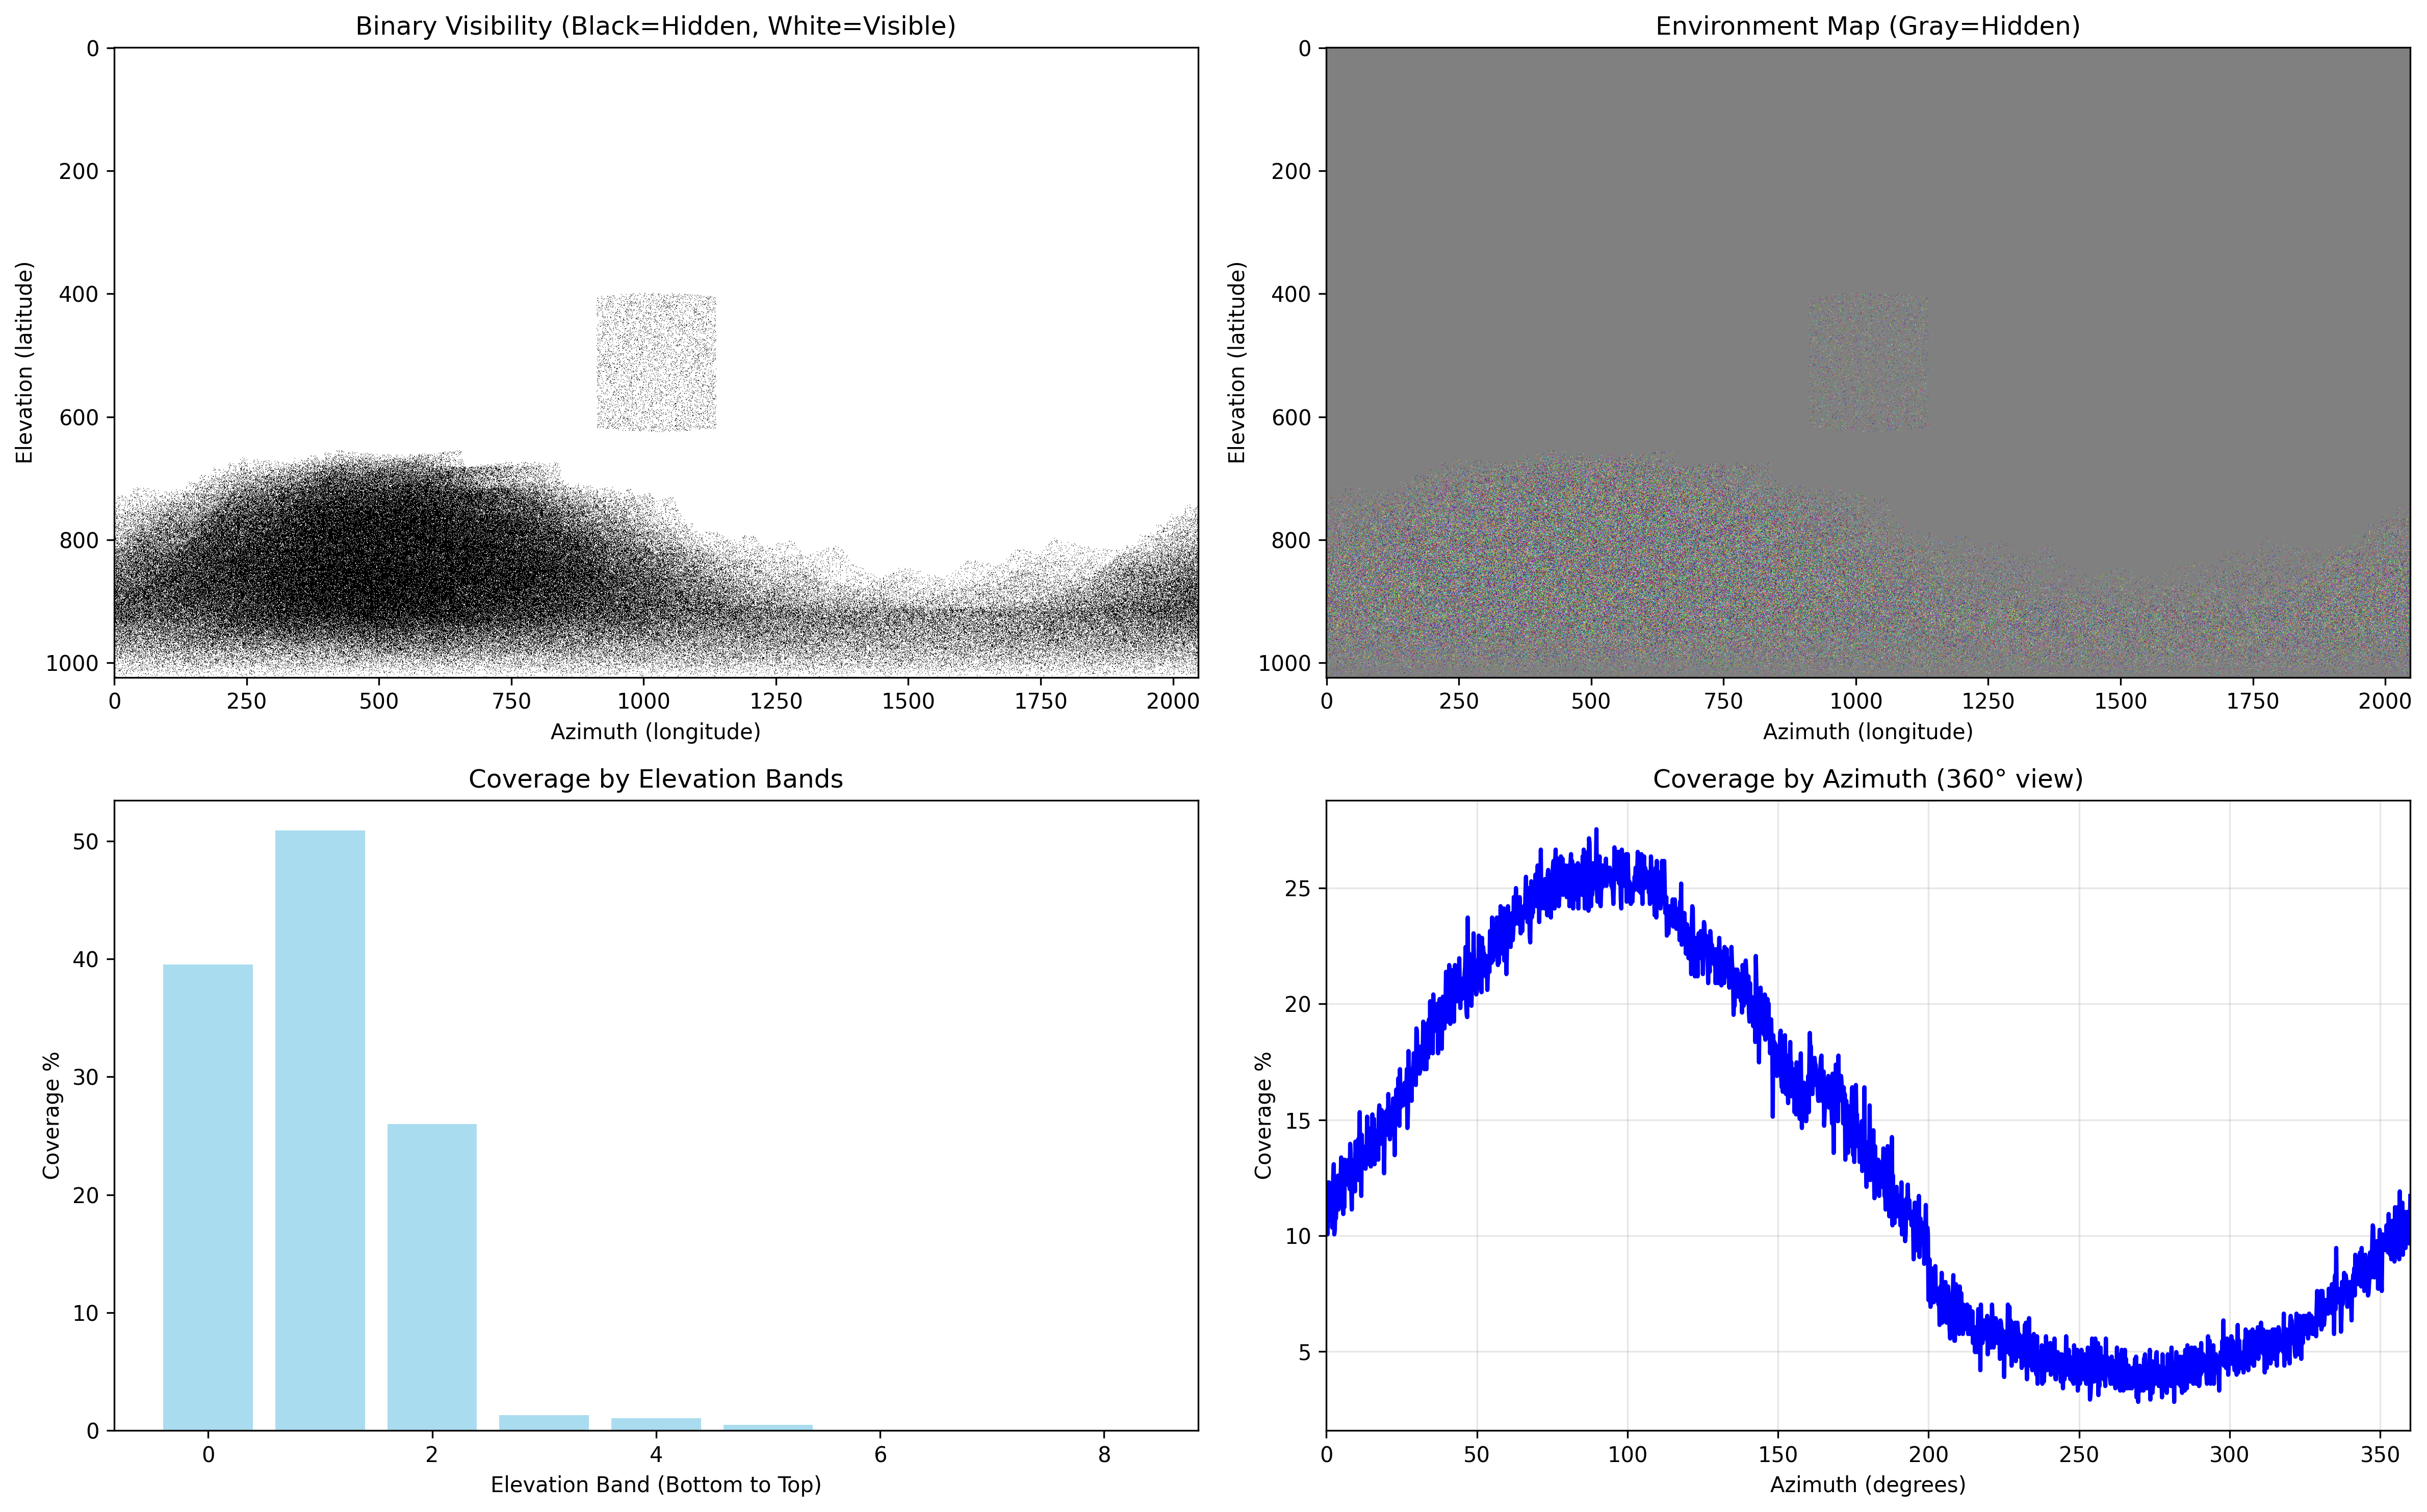 Binary Visibility (Black=Hidden, White=Visible)
0
200
400
600
800
1000
Elevation (latitude)
0 250 500 750 1000 1250 1500 1750 2000
Azimuth (longitude)
Environment Map (Gray=Hidden)
0
200
400
600
800
1000
Elevation (latitude)
0 250 500 750 1000 1250 1500 1750 2000
Azimuth (longitude)
Coverage by Elevation Bands
50
40
30
20
10
0
Coverage %
0 2 4 6 8
Elevation Band (Bottom to Top)
Coverage by Azimuth (360° view)
25
20
15
10
5
Coverage %
0 50 100 150 200 250 300 350
Azimuth (degrees)